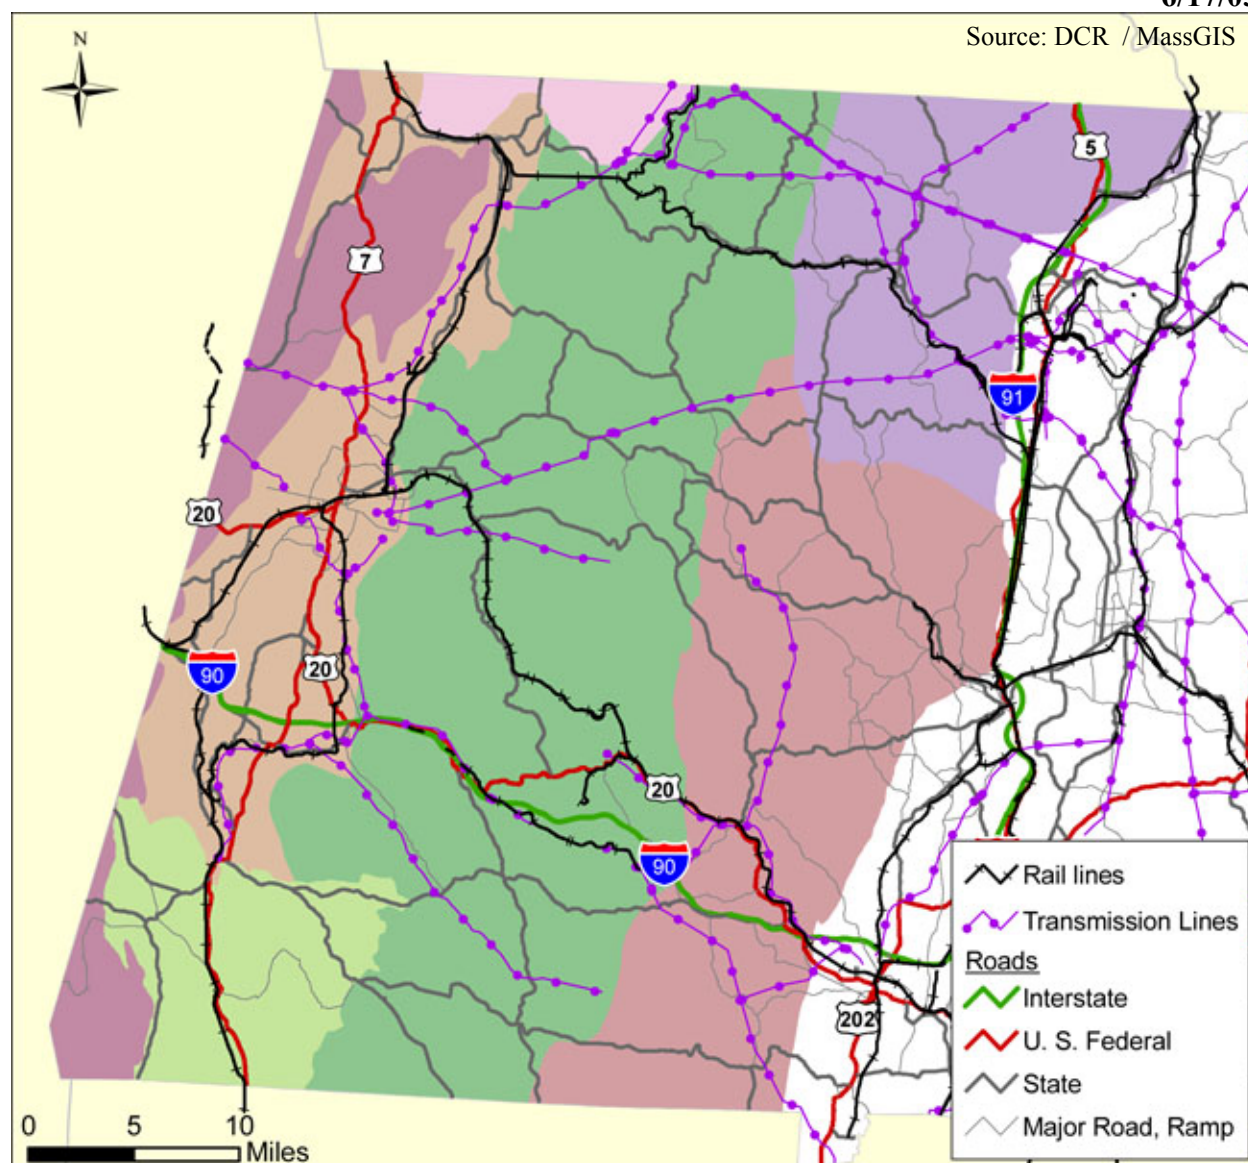 Source: DCR / MassGIS
N
5
7
91
20
90
20
20
90
202
Rail lines
Transmission Lines
Roads
Interstate
U. S. Federal
State
Major Road, Ramp
0 5 10
Miles